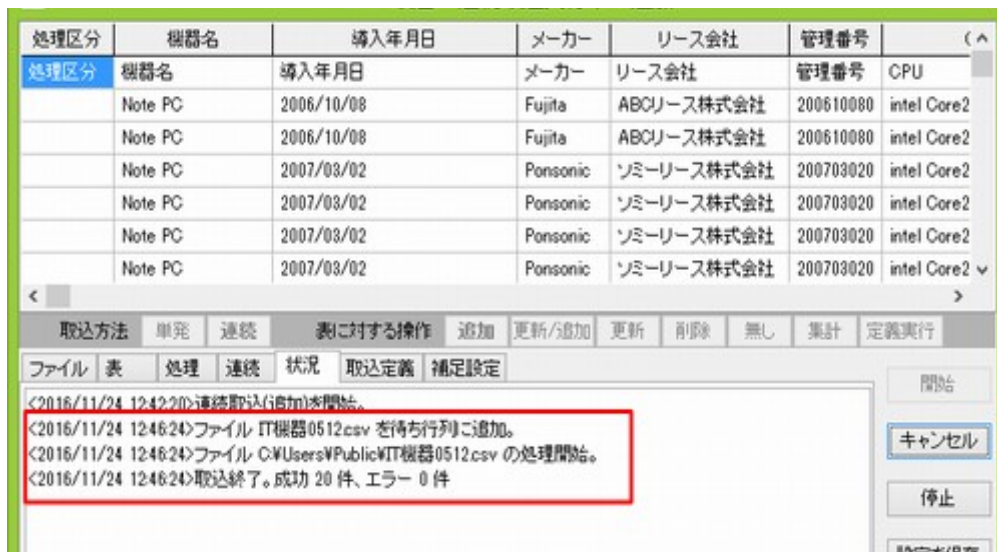 処理区分 機器名 導入年月日 メーカー リース会社 管理番号 (
処理区分 機器名 導入年月日 メーカー リース会社 管理番号 CPU
Note PC 2006/10/08 Fujita ABCリース株式会社 200610080 intel Core2
Note PC 2006/10/08 Fujita ABCリース株式会社 200610080 intel Core2
Note PC 2007/03/02 Ponsonic ソミーリース株式会社 200703020 intel Core2
Note PC 2007/03/02 Ponsonic ソミーリース株式会社 200703020 intel Core2
Note PC 2007/03/02 Ponsonic ソミーリース株式会社 200703020 intel Core2
Note PC 2007/03/02 Ponsonic ソミーリース株式会社 200703020 intel Core2
取込方法 単発 連続 表に対する操作 追加 更新/追加 更新 削除 無し 集計 定義実行
ファイル 表 処理 連続 状況 取込定義 補足設定
開始
<2016/11/24 12:42:20>連続取込(追加)を開始。
<2016/11/24 12:46:24>ファイル IT機器0512.csv を待ち行列に追加。
<2016/11/24 12:46:24>ファイル C:¥Users¥Public¥IT機器0512.csv の処理開始。
<2016/11/24 12:46:24>取込終了。成功 20 件、エラー 0 件
キャンセル
停止